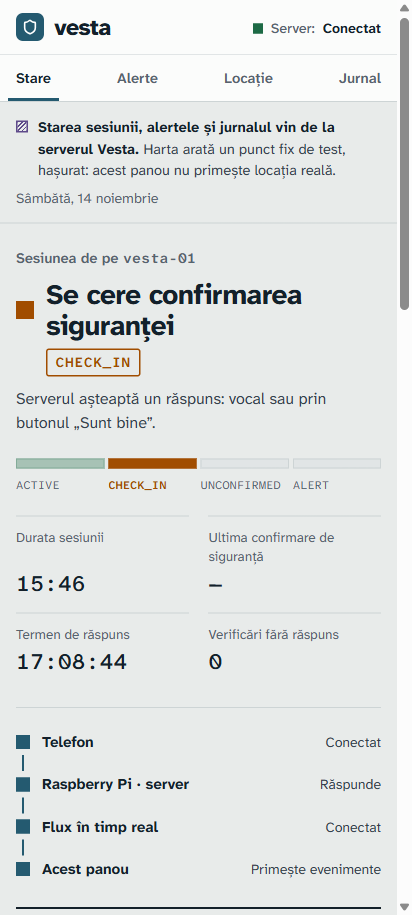 vesta
Server: Conectat
Stare Alerte Locație Jurnal
Starea sesiunii, alertele și jurnalul vin de la
serverul Vesta. Harta arată un punct fix de test,
hașurat: acest panou nu primește locația reală.
Sâmbătă, 14 noiembrie
Sesiunea de pe vesta-01
Se cere confirmarea
siguranței
CHECK_IN
Serverul așteaptă un răspuns: vocal sau prin
butonul „Sunt bine”.
ACTIVE CHECK_IN UNCONFIRMED ALERT
Durata sesiunii
15:46
Ultima confirmare de
siguranță
—
Termen de răspuns
17:08:44
Verificări fără răspuns
0
Telefon Conectat
Raspberry Pi · server Răspunde
Flux în timp real Conectat
Acest panou Primește evenimente